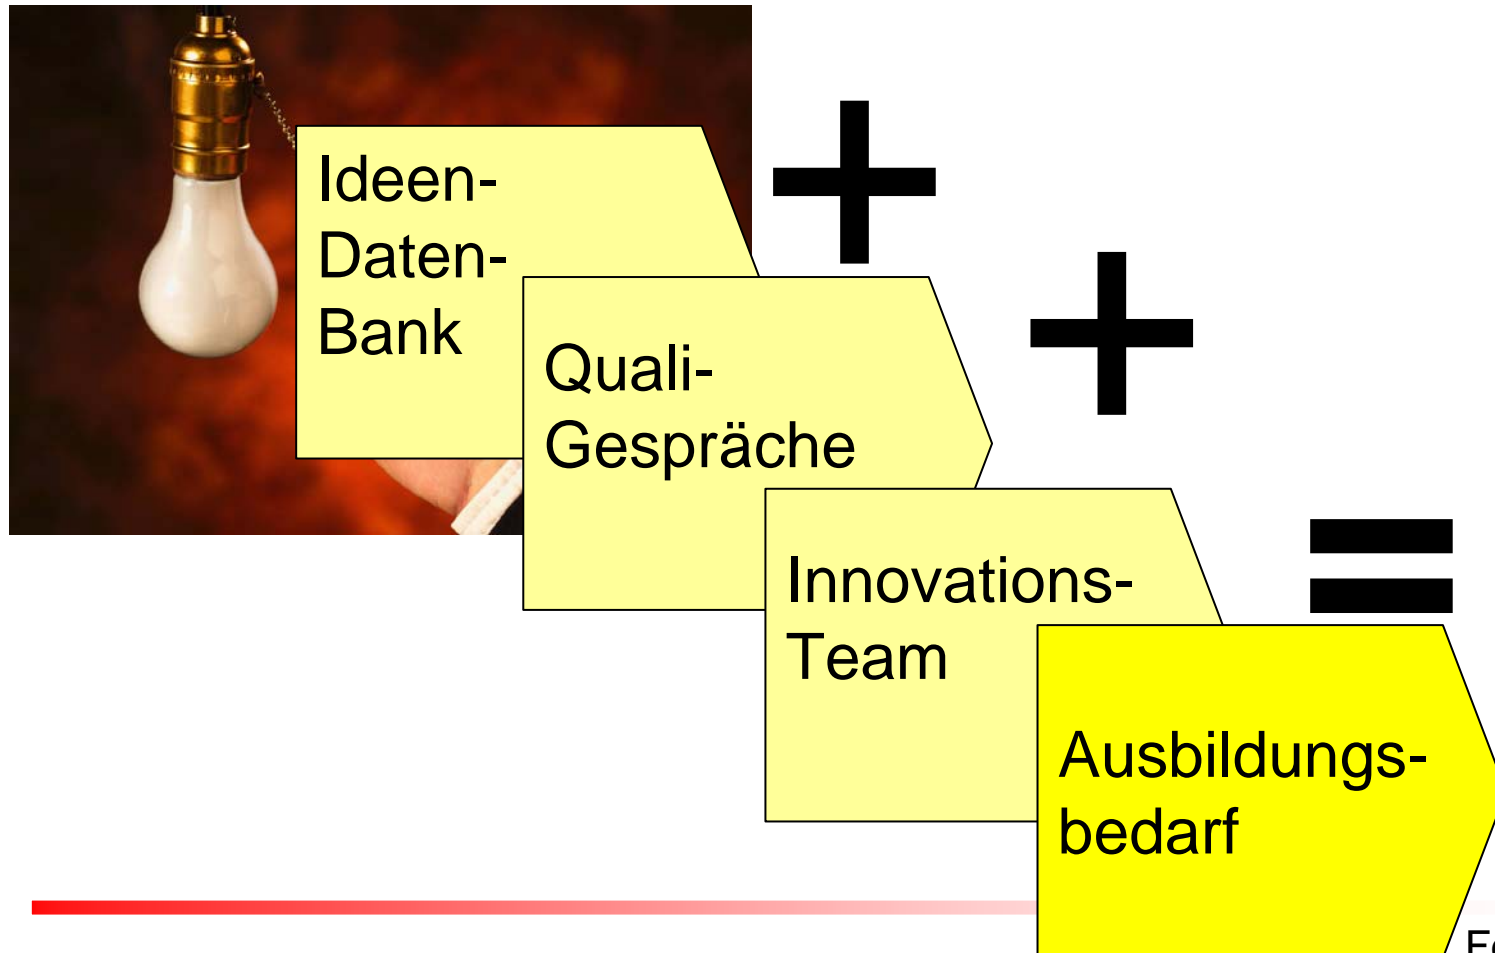 Ideen-
Daten-
Bank
+
Quali-
Gespräche
+
Innovations-
Team
=
Ausbildungs-
bedarf